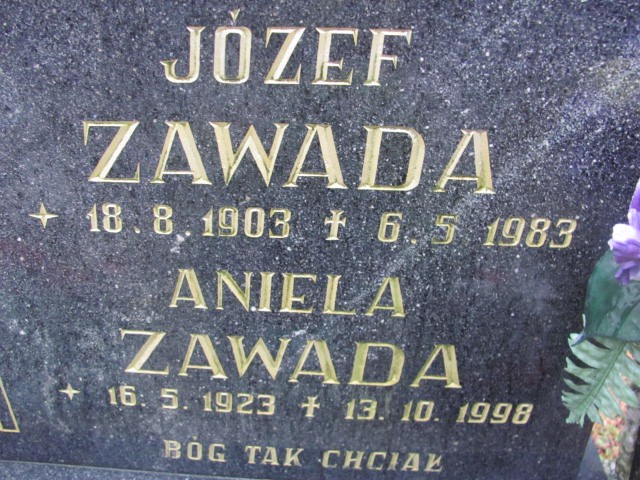 JÓZEF
ZAWADA
18.8.1903 ✝ 6.5 1983
ANIELA
ZAWADA
16.5.1923 ✝ 13.10.1998
BÓG TAK CHCIAŁ